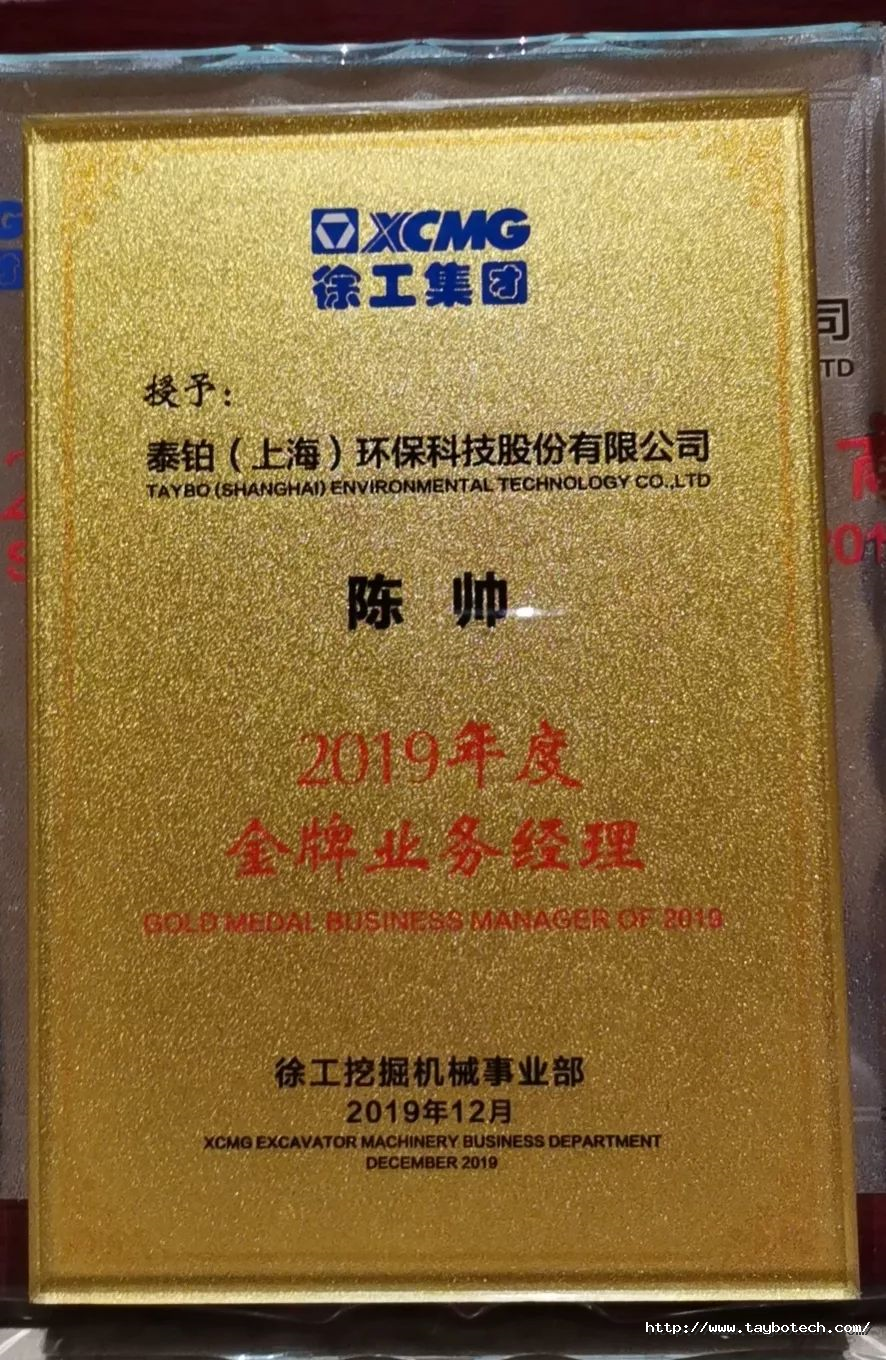 XCMG
徐工集团
授予：
泰铂（上海）环保科技股份有限公司
TAYBO (SHANGHAI) ENVIRONMENTAL TECHNOLOGY CO.,LTD
陈 帅
2019年度
金牌业务经理
GOLD MEDAL BUSINESS MANAGER OF 2019
徐工挖掘机械事业部
2019年12月
XCMG EXCAVATOR MACHINERY BUSINESS DEPARTMENT
DECEMBER 2019
司
TD
http://www.taybotech.com/